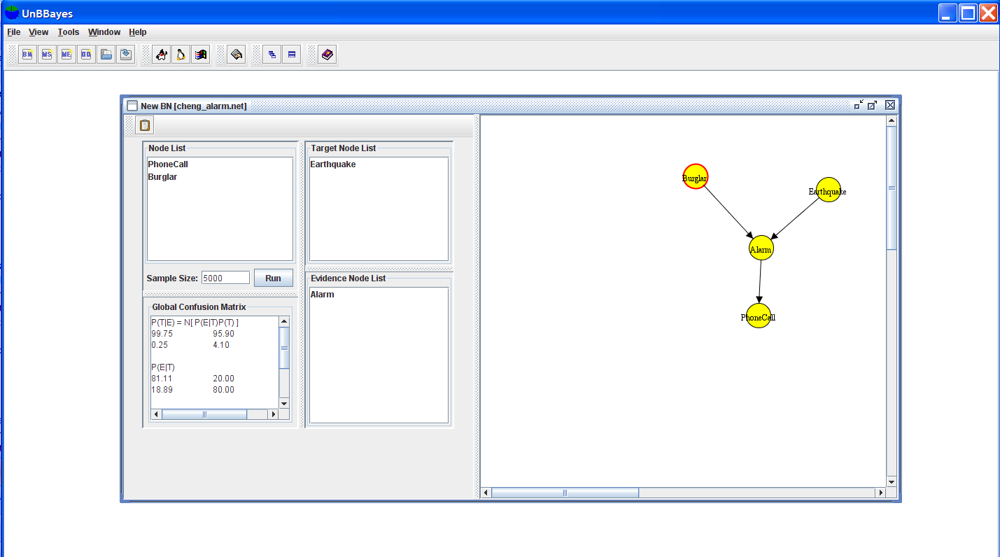 UnBBayes
File View Tools Window Help
BN MS ME OO
New BN [cheng_alarm.net]
Node List
PhoneCall
Burglar
Target Node List
Earthquake
Sample Size: 5000 Run
Evidence Node List
Alarm
Global Confusion Matrix
P(T|E) = N[ P(E|T)P(T) ]
99.75 95.90
0.25 4.10
P(E|T)
81.11 20.00
18.89 80.00
Burglar
Earthquake
Alarm
PhoneCall